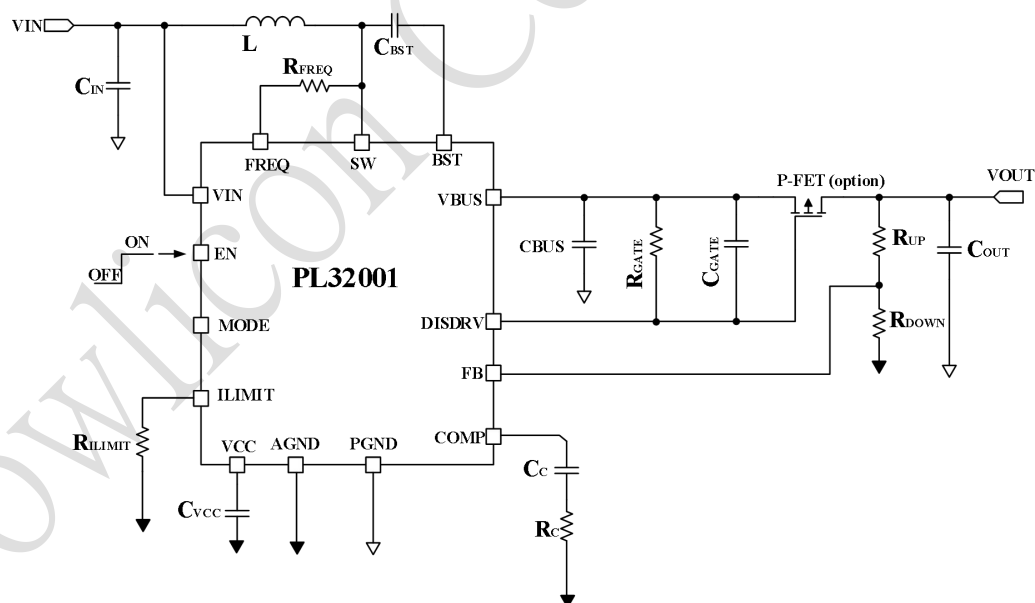 VIN
L
CBST
RFREQ
CIN
FREQ
SW
BST
VIN
VBUS
P-FET (option)
VOUT
ON
OFF
EN
CBUS
RGATE
CGATE
RUP
COUT
PL32001
MODE
DISDRV
RDOWN
ILIMIT
FB
RILIMIT
VCC
AGND
PGND
COMP
CVCC
CC
RC